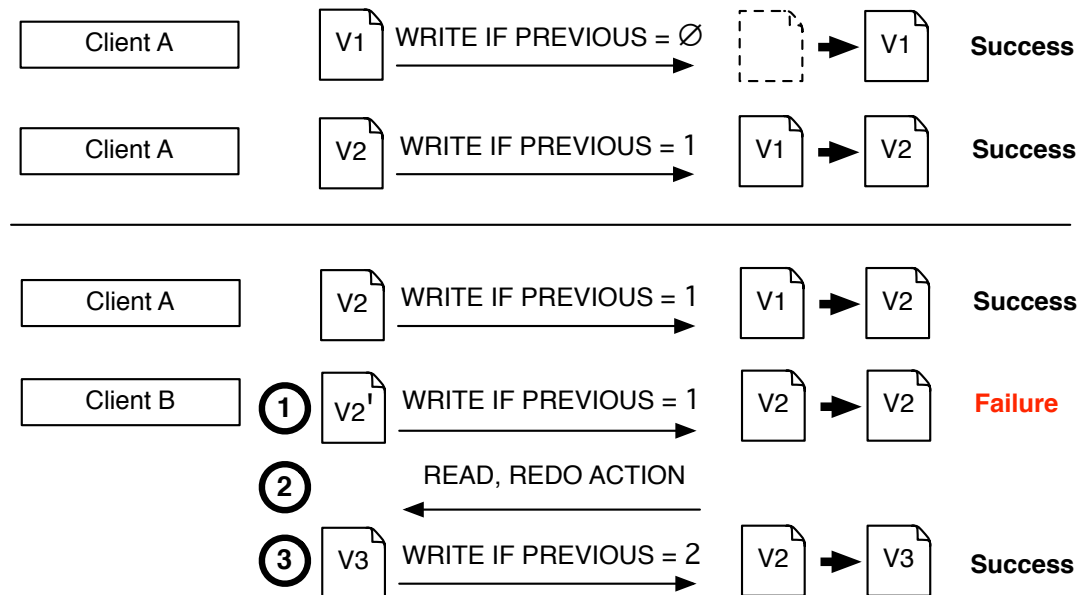 Client A V1 WRITE IF PREVIOUS = ∅ V1 Success
Client A V2 WRITE IF PREVIOUS = 1 V1 V2 Success
Client A V2 WRITE IF PREVIOUS = 1 V1 V2 Success
Client B 1 V2' WRITE IF PREVIOUS = 1 V2 V2 Failure
2 READ, REDO ACTION
3 V3 WRITE IF PREVIOUS = 2 V2 V3 Success